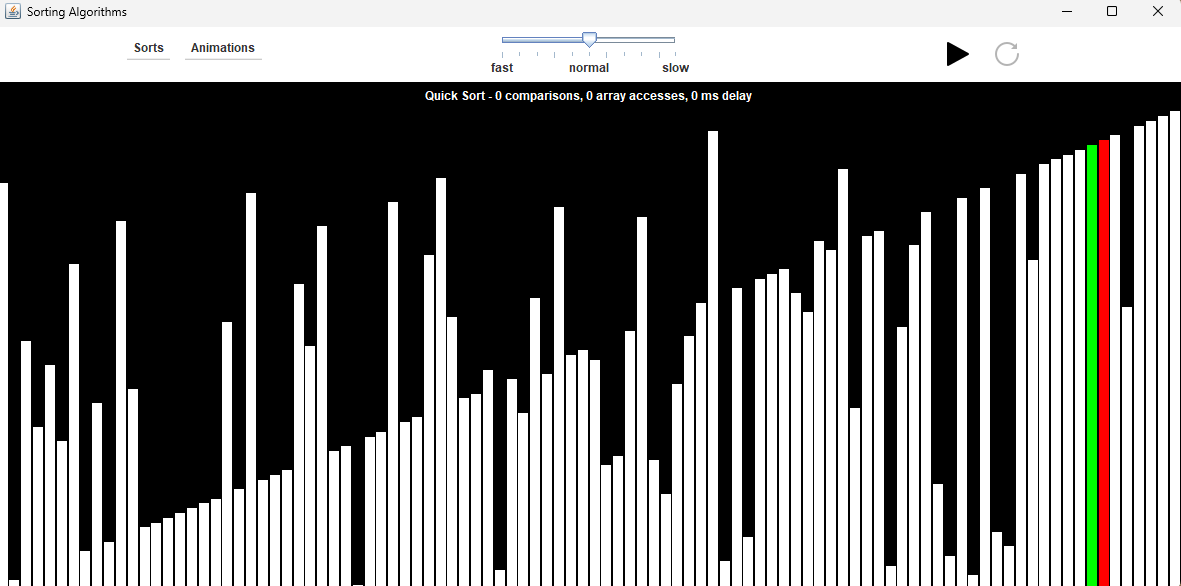 Sorting Algorithms
Sorts Animations
fast normal slow
Quick Sort - 0 comparisons, 0 array accesses, 0 ms delay